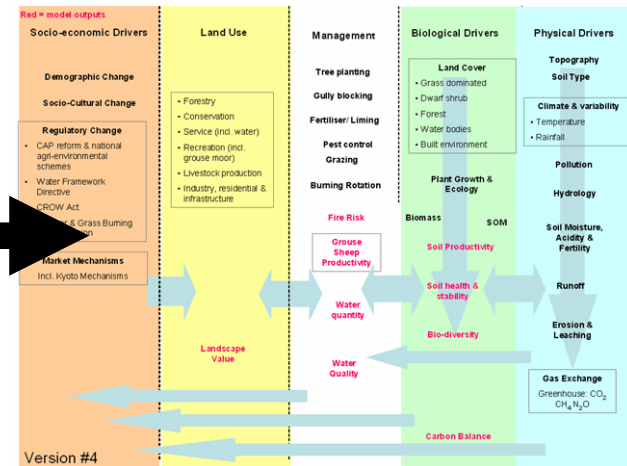 Red = model outputs
Socio-economic Drivers
Demographic Change
Socio-Cultural Change
Regulatory Change
• CAP reform & national
agri-environmental
schemes
• Water Framework
Directive
• CROW Act
& Grass Burning
Market Mechanisms
Incl. Kyoto Mechanisms
Version #4
Land Use
• Forestry
• Conservation
• Service (incl. water)
• Recreation (incl.
grouse moor)
• Livestock production
• Industry, residential &
infrastructure
Landscape
Value
Management
Tree planting
Gully blocking
Fertiliser/ Liming
Pest control
Grazing
Burning Rotation
Fire Risk
Grouse
Sheep
Productivity
Water
quantity
Water
Quality
Biological Drivers
Land Cover
• Grass dominated
• Dwarf shrub
• Forest
• Water bodies
• Built environment
Plant Growth &
Ecology
Biomass
SOM
Soil Productivity
Soil health &
stability
Bio-diversity
Carbon Balance
Physical Drivers
Topography
Soil Type
Climate & variability
• Temperature
• Rainfall
Pollution
Hydrology
Soil Moisture,
Acidity &
Fertility
Runoff
Erosion &
Leaching
Gas Exchange
Greenhouse: CO2
CH4 N2O